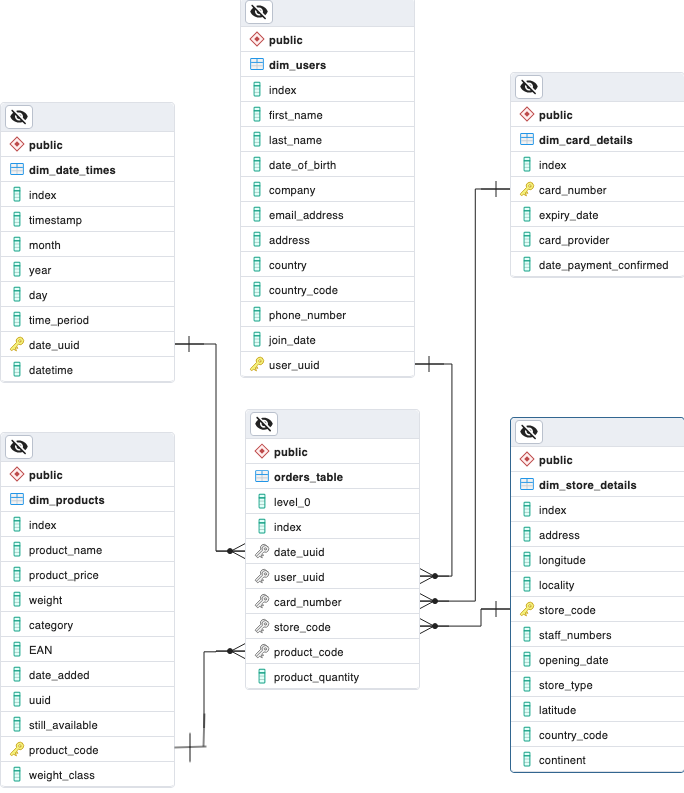 public
dim_users
index
first_name
last_name
date_of_birth
company
email_address
address
country
country_code
phone_number
join_date
user_uuid
public
dim_card_details
index
card_number
expiry_date
card_provider
date_payment_confirmed
public
dim_date_times
index
timestamp
month
year
day
time_period
date_uuid
datetime
public
orders_table
level_0
index
date_uuid
user_uuid
card_number
store_code
product_code
product_quantity
public
dim_products
index
product_name
product_price
weight
category
EAN
date_added
uuid
still_available
product_code
weight_class
public
dim_store_details
index
address
longitude
locality
store_code
staff_numbers
opening_date
store_type
latitude
country_code
continent